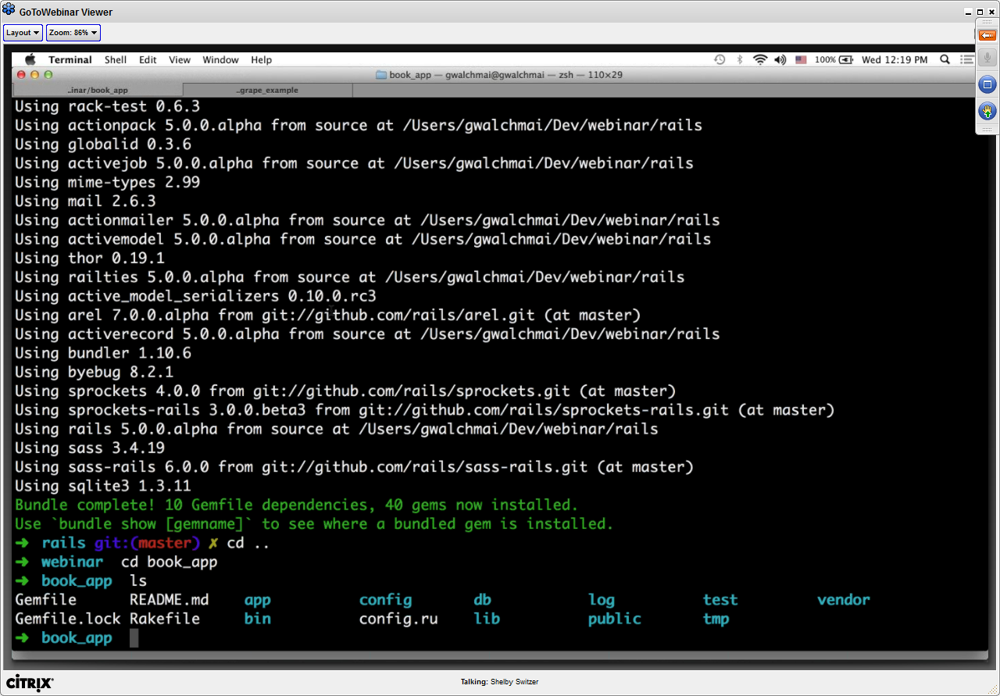 GoToWebinar Viewer
Layout Zoom: 86%
Terminal Shell Edit View Window Help 100% Wed 12:19 PM
book_app — gwalchmai@gwalchmai — zsh — 110×29
..inar/book_app ..grape_example
Using rack-test 0.6.3
Using actionpack 5.0.0.alpha from source at /Users/gwalchmai/Dev/webinar/rails
Using globalid 0.3.6
Using activejob 5.0.0.alpha from source at /Users/gwalchmai/Dev/webinar/rails
Using mime-types 2.99
Using mail 2.6.3
Using actionmailer 5.0.0.alpha from source at /Users/gwalchmai/Dev/webinar/rails
Using activemodel 5.0.0.alpha from source at /Users/gwalchmai/Dev/webinar/rails
Using thor 0.19.1
Using railties 5.0.0.alpha from source at /Users/gwalchmai/Dev/webinar/rails
Using active_model_serializers 0.10.0.rc3
Using arel 7.0.0.alpha from git://github.com/rails/arel.git (at master)
Using activerecord 5.0.0.alpha from source at /Users/gwalchmai/Dev/webinar/rails
Using bundler 1.10.6
Using byebug 8.2.1
Using sprockets 4.0.0 from git://github.com/rails/sprockets.git (at master)
Using sprockets-rails 3.0.0.beta3 from git://github.com/rails/sprockets-rails.git (at master)
Using rails 5.0.0.alpha from source at /Users/gwalchmai/Dev/webinar/rails
Using sass 3.4.19
Using sass-rails 6.0.0 from git://github.com/rails/sass-rails.git (at master)
Using sqlite3 1.3.11
Bundle complete! 10 Gemfile dependencies, 40 gems now installed.
Use `bundle show [gemname]` to see where a bundled gem is installed.
➜ rails git:(master) ✗ cd ..
➜ webinar cd book_app
➜ book_app ls
Gemfile README.md app config db log test vendor
Gemfile.lock Rakefile bin config.ru lib public tmp
➜ book_app
CITRIX Talking: Shelby Switzer